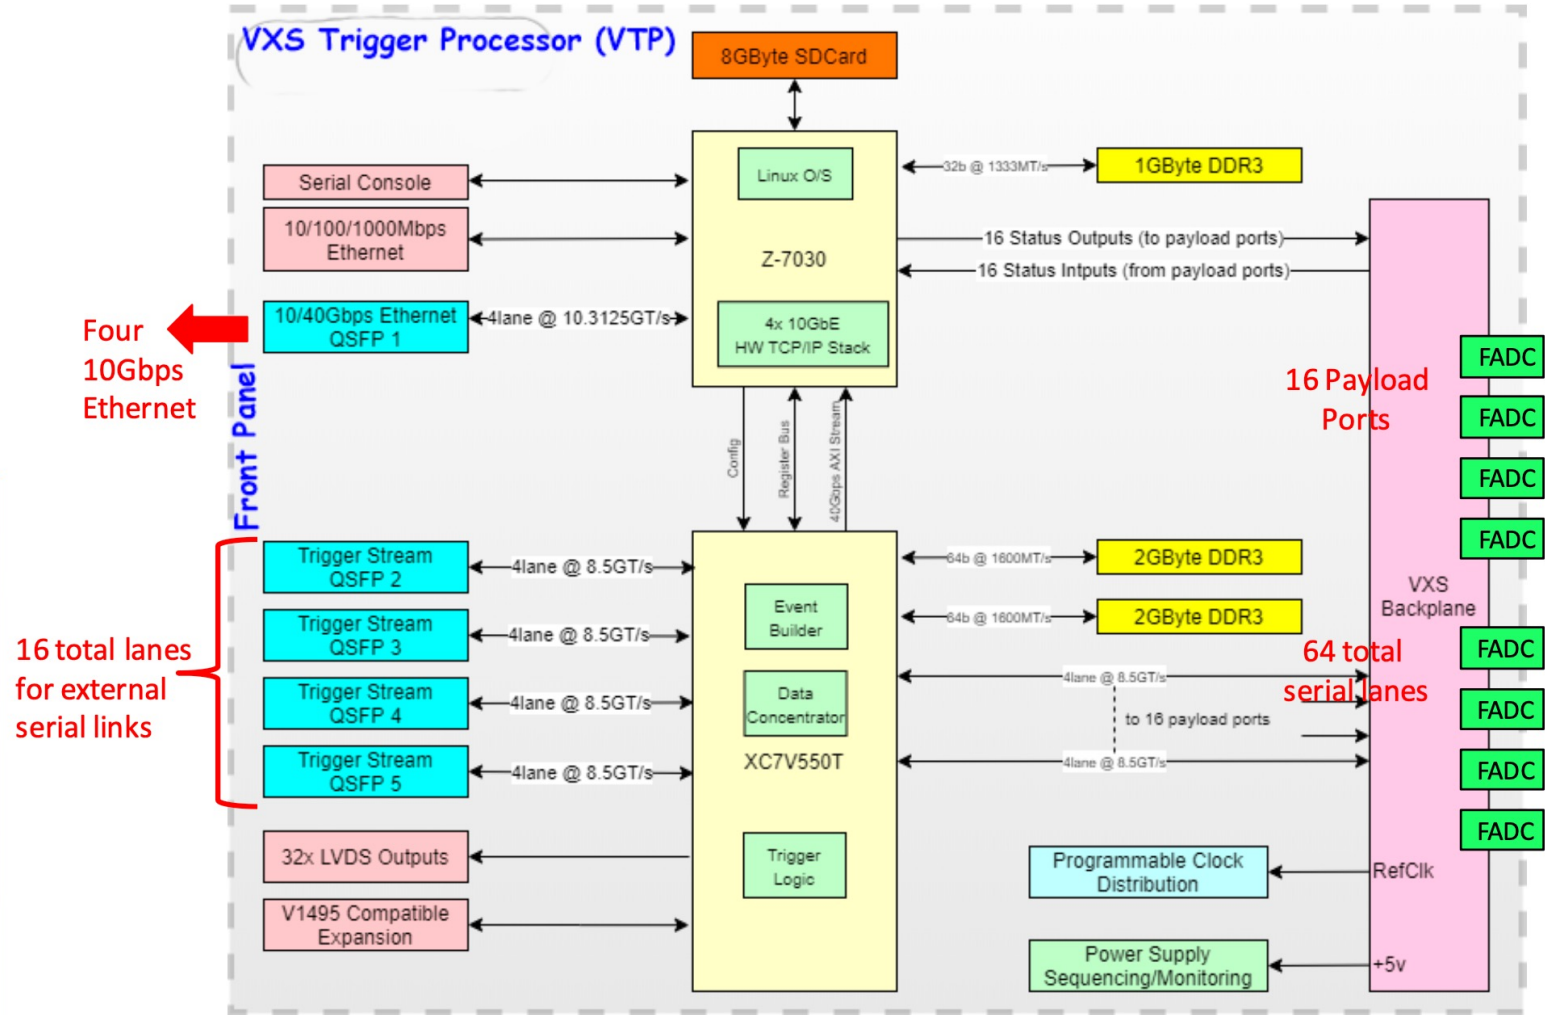 VXS Trigger Processor (VTP)
8GByte SDCard
Serial Console
10/100/1000Mbps
Ethernet
10/40Gbps Ethernet
QSFP 1
4lane @ 10.3125GT/s
Four
10Gbps
Ethernet
Front Panel
Linux O/S
Z-7030
4x 10GbE
HW TCP/IP Stack
32b @ 1333MT/s
1GByte DDR3
16 Status Outputs (to payload ports)
16 Status Intputs (from payload ports)
Config
Register Bus
40Gbps AXI Stream
16 Payload
Ports
FADC
FADC
FADC
FADC
VXS
Backplane
Trigger Stream
QSFP 2
4lane @ 8.5GT/s
Trigger Stream
QSFP 3
4lane @ 8.5GT/s
Trigger Stream
QSFP 4
4lane @ 8.5GT/s
Trigger Stream
QSFP 5
4lane @ 8.5GT/s
16 total lanes
for external
serial links
Event
Builder
Data
Concentrator
XC7V550T
Trigger
Logic
64b @ 1600MT/s
2GByte DDR3
64b @ 1600MT/s
2GByte DDR3
4lane @ 8.5GT/s
to 16 payload ports
4lane @ 8.5GT/s
64 total
serial lanes
FADC
FADC
FADC
FADC
32x LVDS Outputs
V1495 Compatible
Expansion
Programmable Clock
Distribution
RefClk
Power Supply
Sequencing/Monitoring
+5v